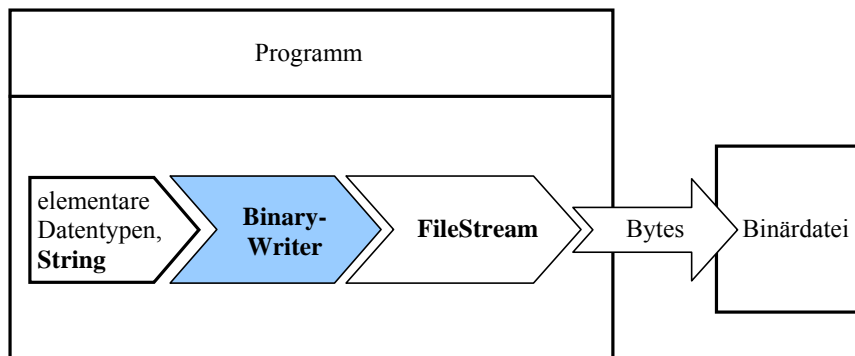 Programm
elementare
Datentypen,
String
Binary-
Writer
FileStream
Bytes
Binärdatei